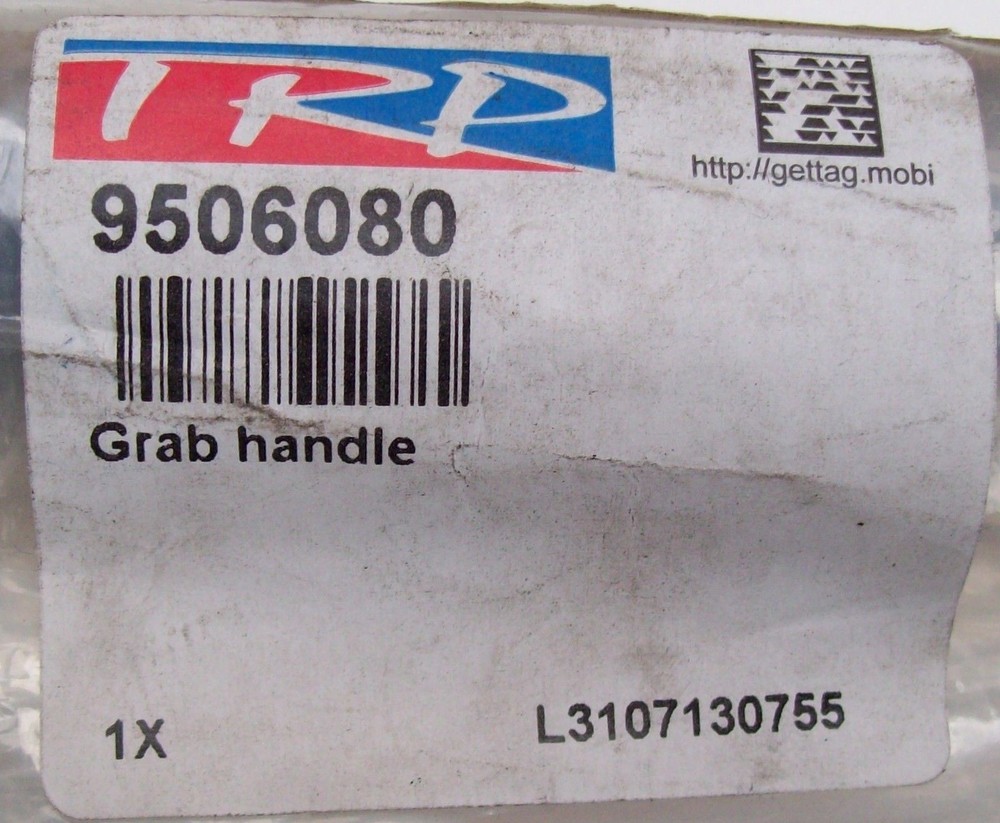 TRP
http://gettag.mobi
9506080
Grab handle
1X
L3107130755